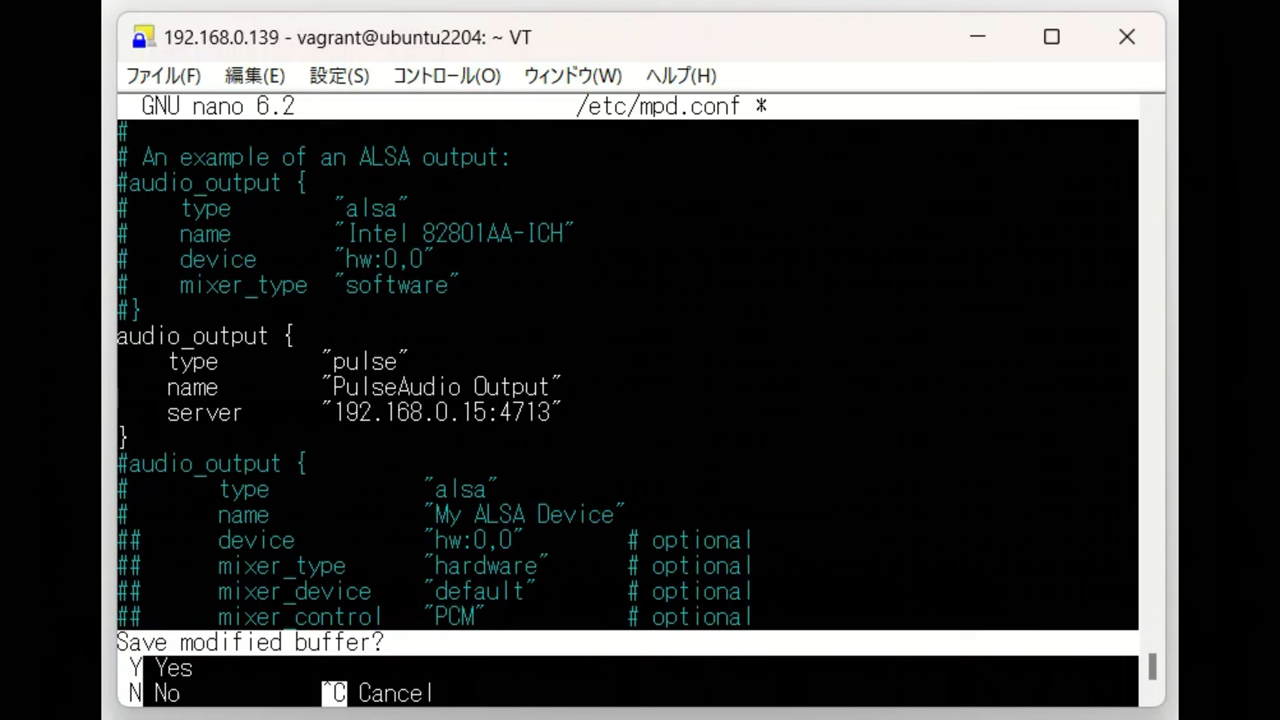 192.168.0.139 - vagrant@ubuntu2204: ~ VT
ファイル(F) 編集(E) 設定(S) コントロール(O) ウィンドウ(W) ヘルプ(H)
GNU nano 6.2 /etc/mpd.conf *
#
# An example of an ALSA output:
#audio_output {
# type "alsa"
# name "Intel 82801AA-ICH"
# device "hw:0,0"
# mixer_type "software"
#}
audio_output {
type "pulse"
name "PulseAudio Output"
server "192.168.0.15:4713"
}
#audio_output {
# type "alsa"
# name "My ALSA Device"
## device "hw:0,0" # optional
## mixer_type "hardware" # optional
## mixer_device "default" # optional
## mixer_control "PCM" # optional
Save modified buffer?
Y Yes
N No ^C Cancel